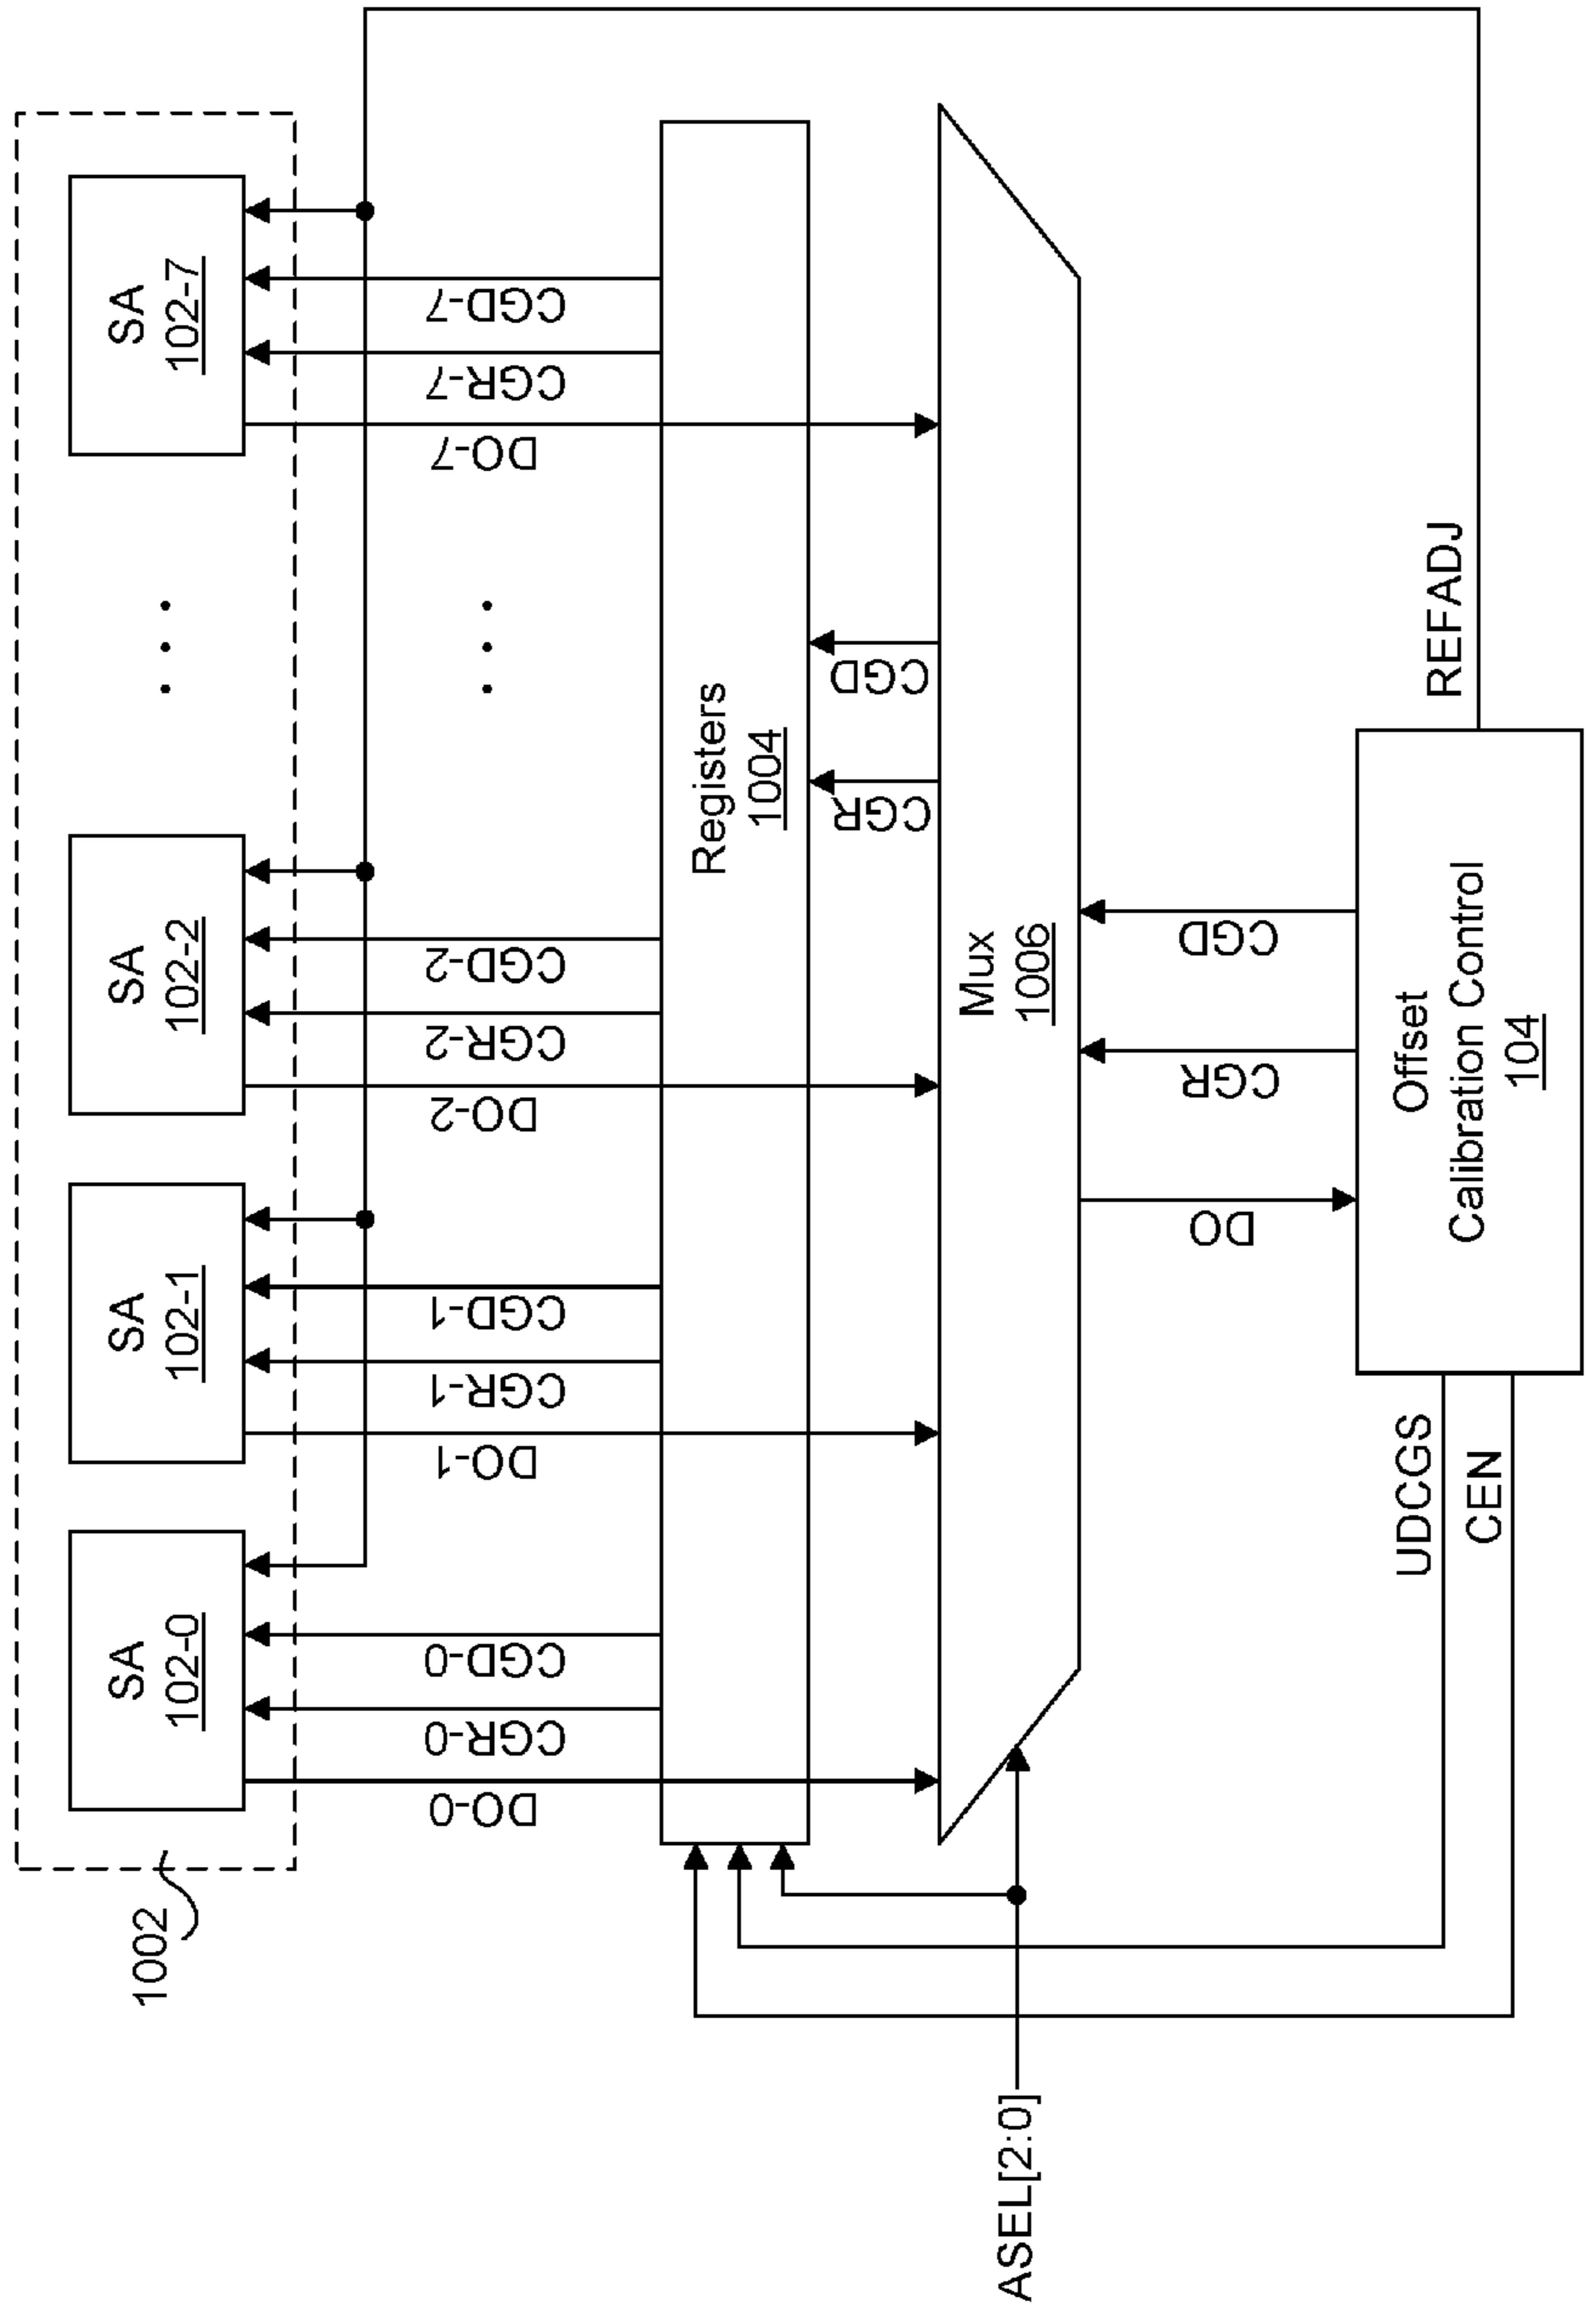 1002
SA
102-0
SA
102-1
SA
102-2
. . .
SA
102-7
DO-0
CGR-0
CGD-0
DO-1
CGR-1
CGD-1
DO-2
CGR-2
CGD-2
. . .
DO-7
CGR-7
CGD-7
Registers
1004
CGR
CGD
ASEL[2:0]
Mux
1006
DO
CGR
CGD
UDCGS
CEN
Offset
Calibration Control
104
REFADJ